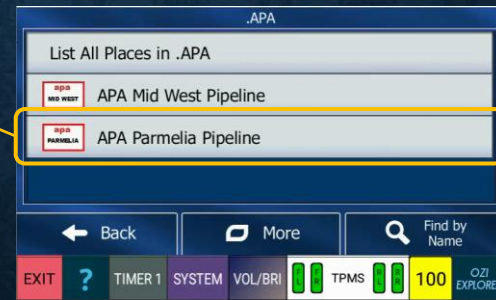 .APA
List All Places in .APA
apa
MID WEST
APA Mid West Pipeline
apa
PARMELIA
APA Parmelia Pipeline
Back
More
Find by
Name
EXIT
?
TIMER 1
SYSTEM
VOL/BRI
F L
F R
TPMS
R L
R R
100
OZI
EXPLORE